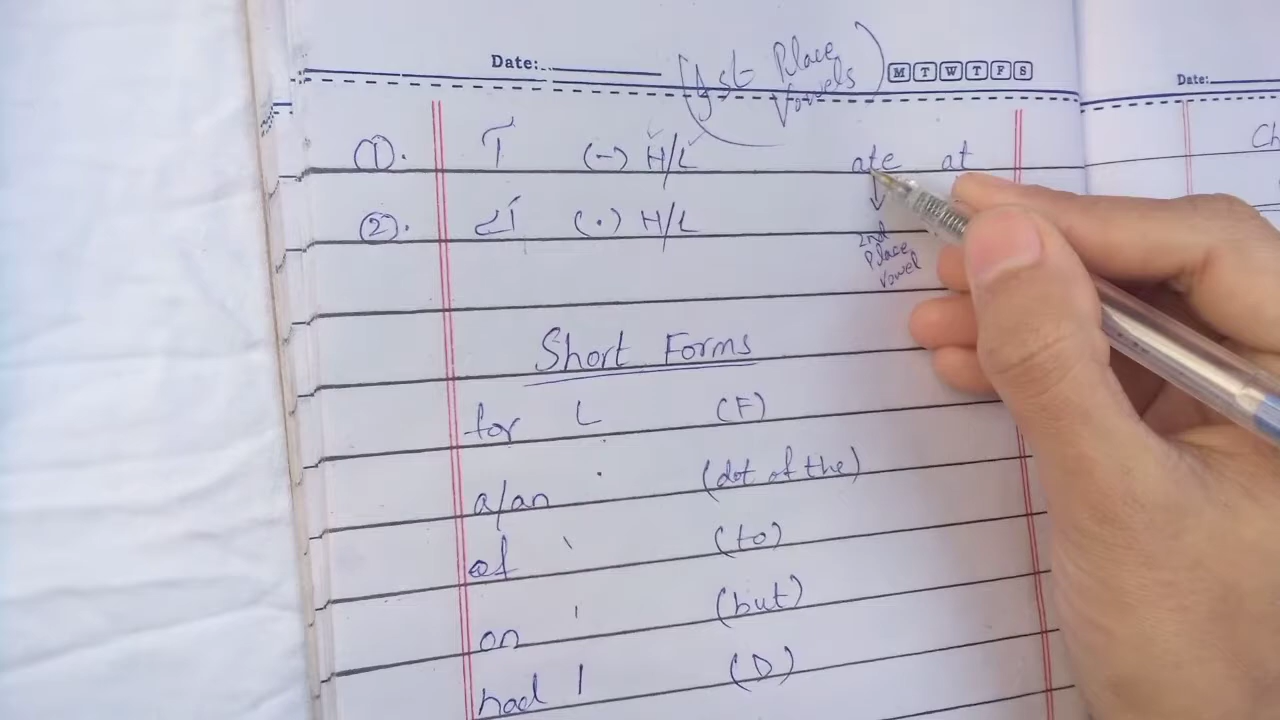 Date: (1st Place
Vowels)
M T W T F S
Date:
(1). (-) H/L ate at
Ch
(2). (.) H/L
2nd
Place
vowel
Short Forms
for (F)
a/an (dot of the)
of (to)
on (but)
had (D)